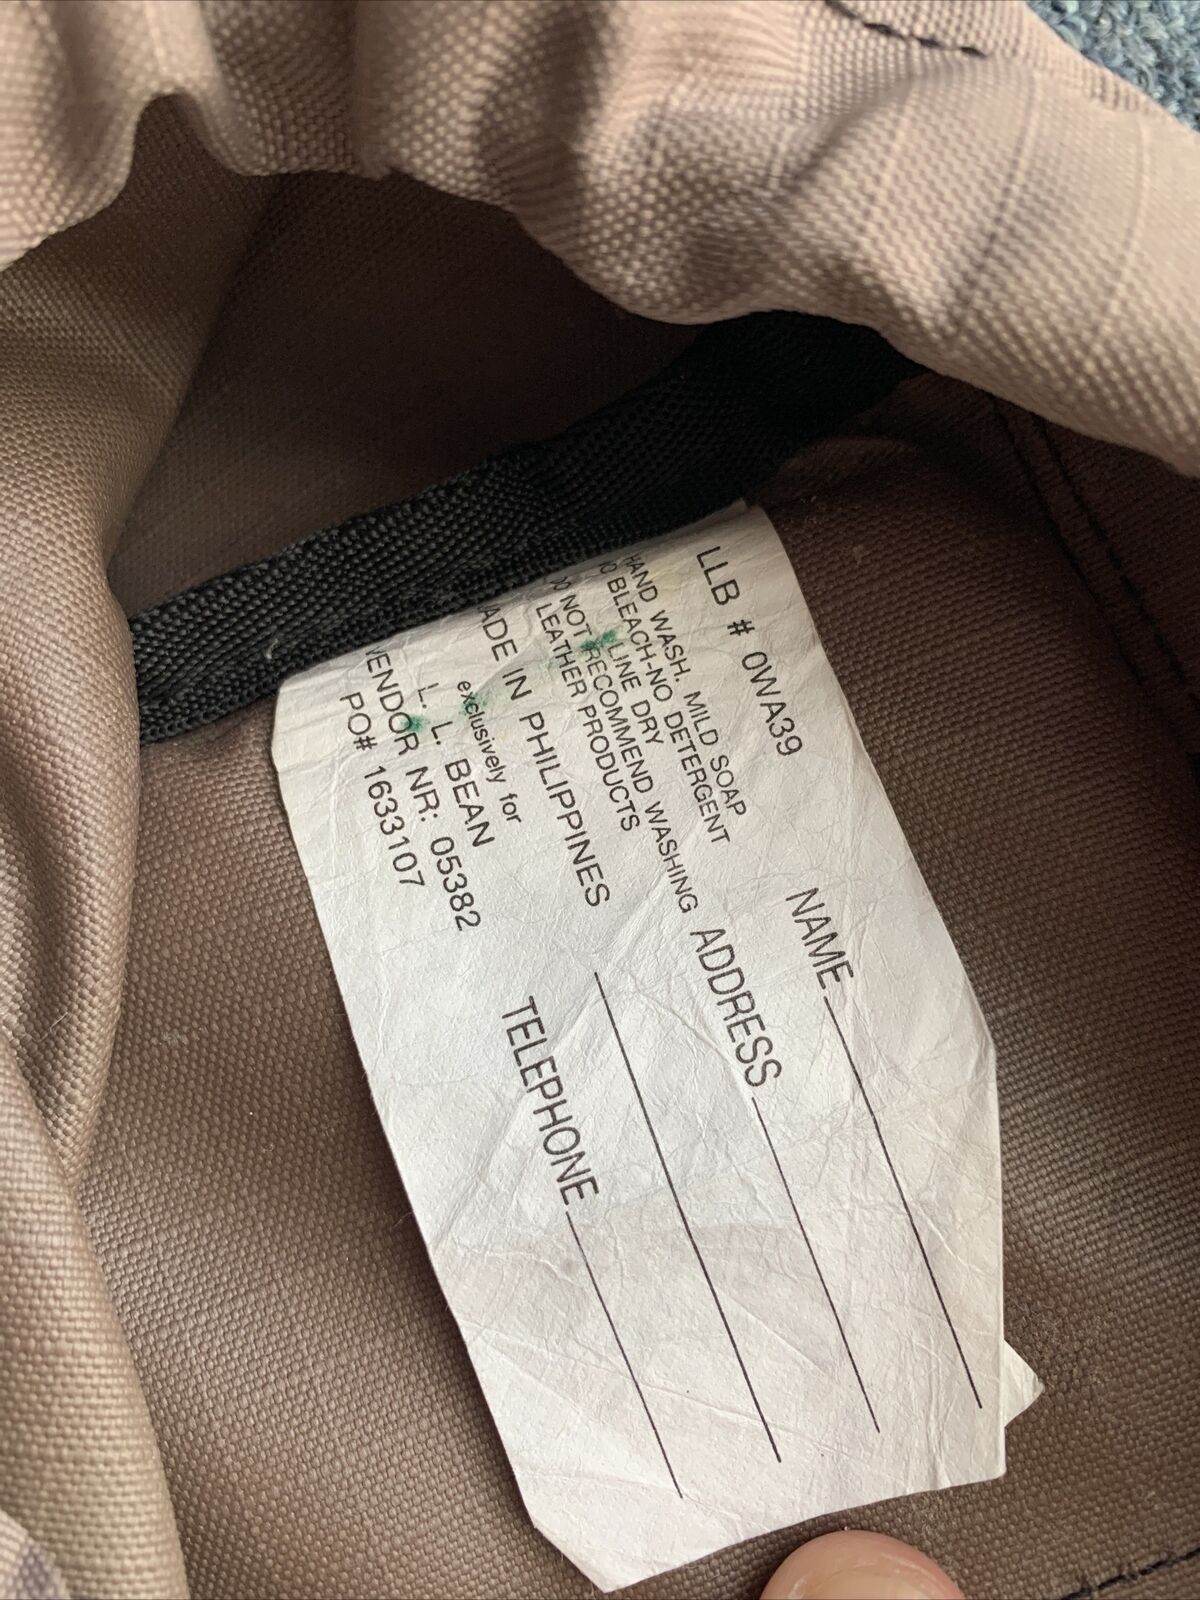 LLB # 0WA39
HAND WASH. MILD SOAP
NO BLEACH-NO DETERGENT
LINE DRY
DO NOT RECOMMEND WASHING
LEATHER PRODUCTS
MADE IN PHILIPPINES
exclusively for
L. L. BEAN
VENDOR NR: 05382
PO# 1633107
NAME
ADDRESS
TELEPHONE